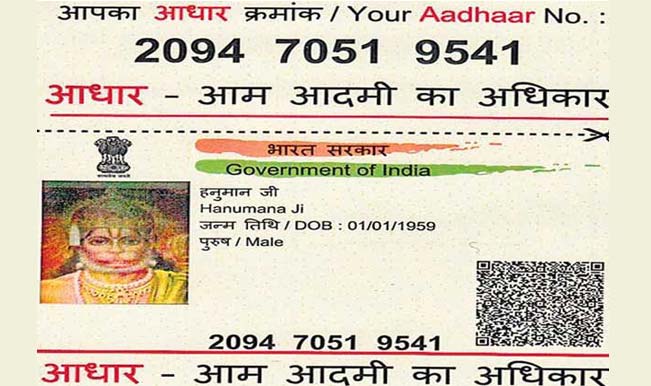 आपका आधार क्रमांक / Your Aadhaar No. :
2094 7051 9541
आधार - आम आदमी का अधिकार
भारत सरकार
Government of India
हनुमान जी
Hanumana Ji
जन्म तिथि / DOB : 01/01/1959
पुरुष / Male
2094 7051 9541
आधार - आम आदमी का अधिकार